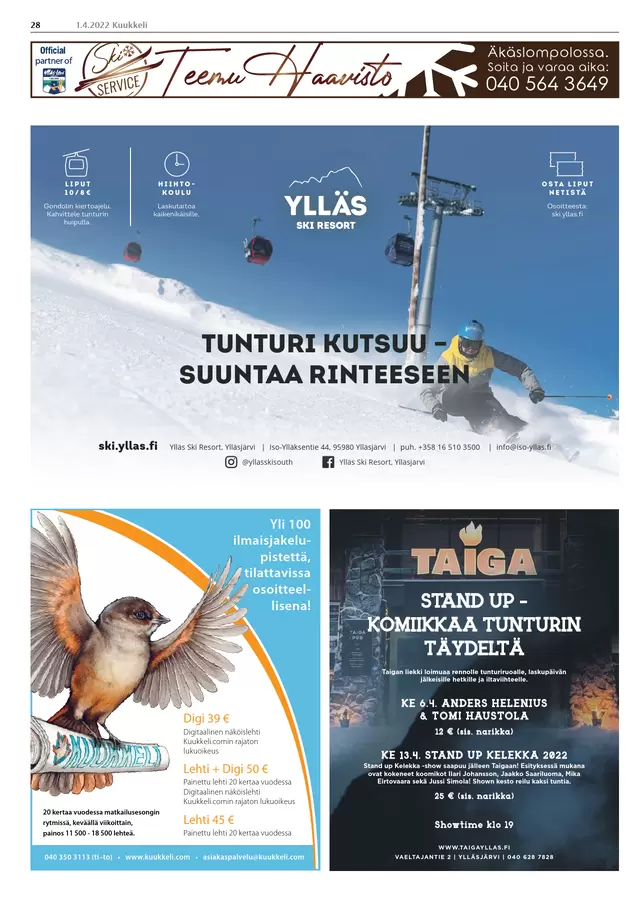 28
1.4.2022 Kuukkeli
Official
partner of
Ski
SERVICE
Teemu Haavisto
Äkäslompolossa.
Soita ja varaa aika:
040 564 3649
LIPUT
10/8€
Gondolin kiertoajelu.
Kahvittele tunturin
huipulla.
HIIHTO-
KOULU
Laskutaitoa
kaikenikäisille.
YLLÄS
SKI RESORT
OSTA LIPUT
NETISTÄ
Osoitteesta:
ski.yllas.fi
TUNTURI KUTSUU –
SUUNTAA RINTEESEEN
ski.yllas.fi Ylläs Ski Resort, Ylläsjärvi | Iso-Ylläksentie 44, 95980 Ylläsjärvi | puh. +358 16 510 3500 | info@iso-yllas.fi
@yllasskisouth Ylläs Ski Resort, Ylläsjärvi
Yli 100
ilmaisjakelu-
pistettä,
tilattavissa
osoitteel-
lisena!
KUUKKELI
Digi 39 €
Digitaalinen näköislehti
Kuukkeli.comin rajaton
lukuoikeus
Lehti + Digi 50 €
Painettu lehti 20 kertaa vuodessa
Digitaalinen näköislehti
Kuukkeli.comin rajaton lukuoikeus
Lehti 45 €
Painettu lehti 20 kertaa vuodessa
20 kertaa vuodessa matkailusesongin
rytmissä, keväällä viikoittain,
painos 11 500 - 18 500 lehteä.
040 350 3113 (ti–to) • www.kuukkeli.com • asiakaspalvelu@kuukkeli.com
TAIGA
TAIGA
PUB
STAND UP -
KOMIIKKAA TUNTURIN
TÄYDELTÄ
Taigan liekki loimuaa rennolle tunturiruoalle, laskupäivän
jälkeisille hetkille ja iltaviihteelle.
KE 6.4. ANDERS HELENIUS
& TOMI HAUSTOLA
12 € (sis. narikka)
KE 13.4. STAND UP KELEKKA 2022
Stand up Kelekka -show saapuu jälleen Taigaan! Esityksessä mukana
ovat kokeneet koomikot Ilari Johansson, Jaakko Saariluoma, Mika
Eirtovaara sekä Jussi Simola! Shown kesto reilu kaksi tuntia.
25 € (sis. narikka)
Showtime klo 19
WWW.TAIGAYLLAS.FI
VAELTAJANTIE 2 | YLLÄSJÄRVI | 040 628 7828